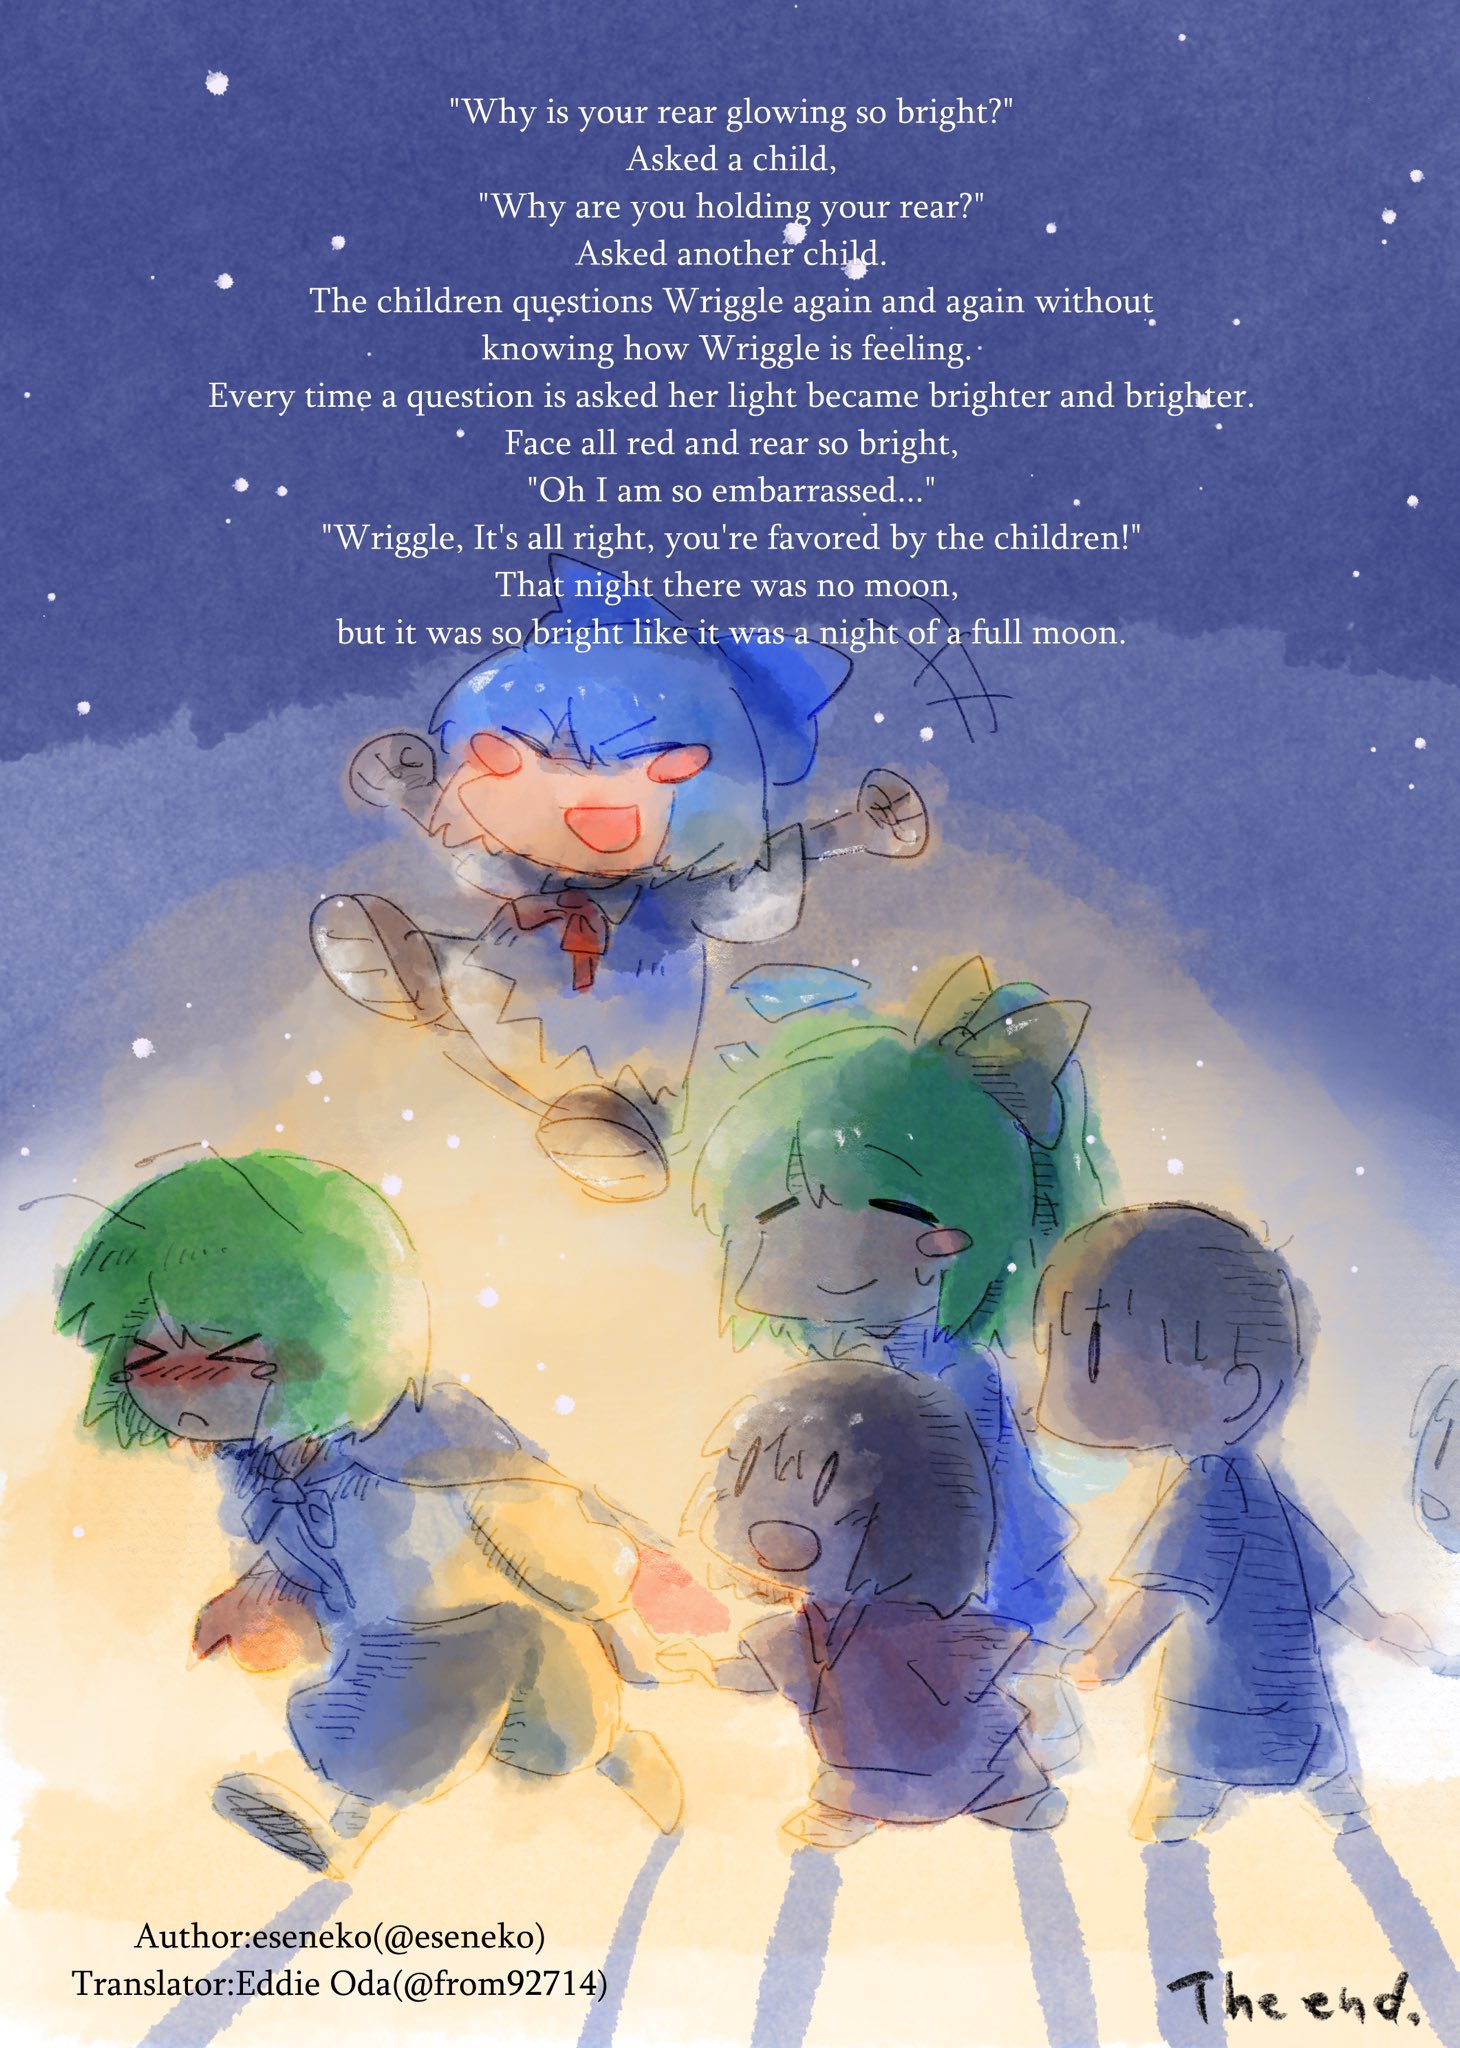 "Why is your rear glowing so bright?"
Asked a child,
"Why are you holding your rear?"
Asked another child.
The children questions Wriggle again and again without
knowing how Wriggle is feeling.
Every time a question is asked her light became brighter and brighter.
Face all red and rear so bright,
"Oh I am so embarrassed..."
"Wriggle, It's all right, you're favored by the children!"
That night there was no moon,
but it was so bright like it was a night of a full moon.
Author:eseneko(@eseneko)
Translator:Eddie Oda(@from92714)
The end.